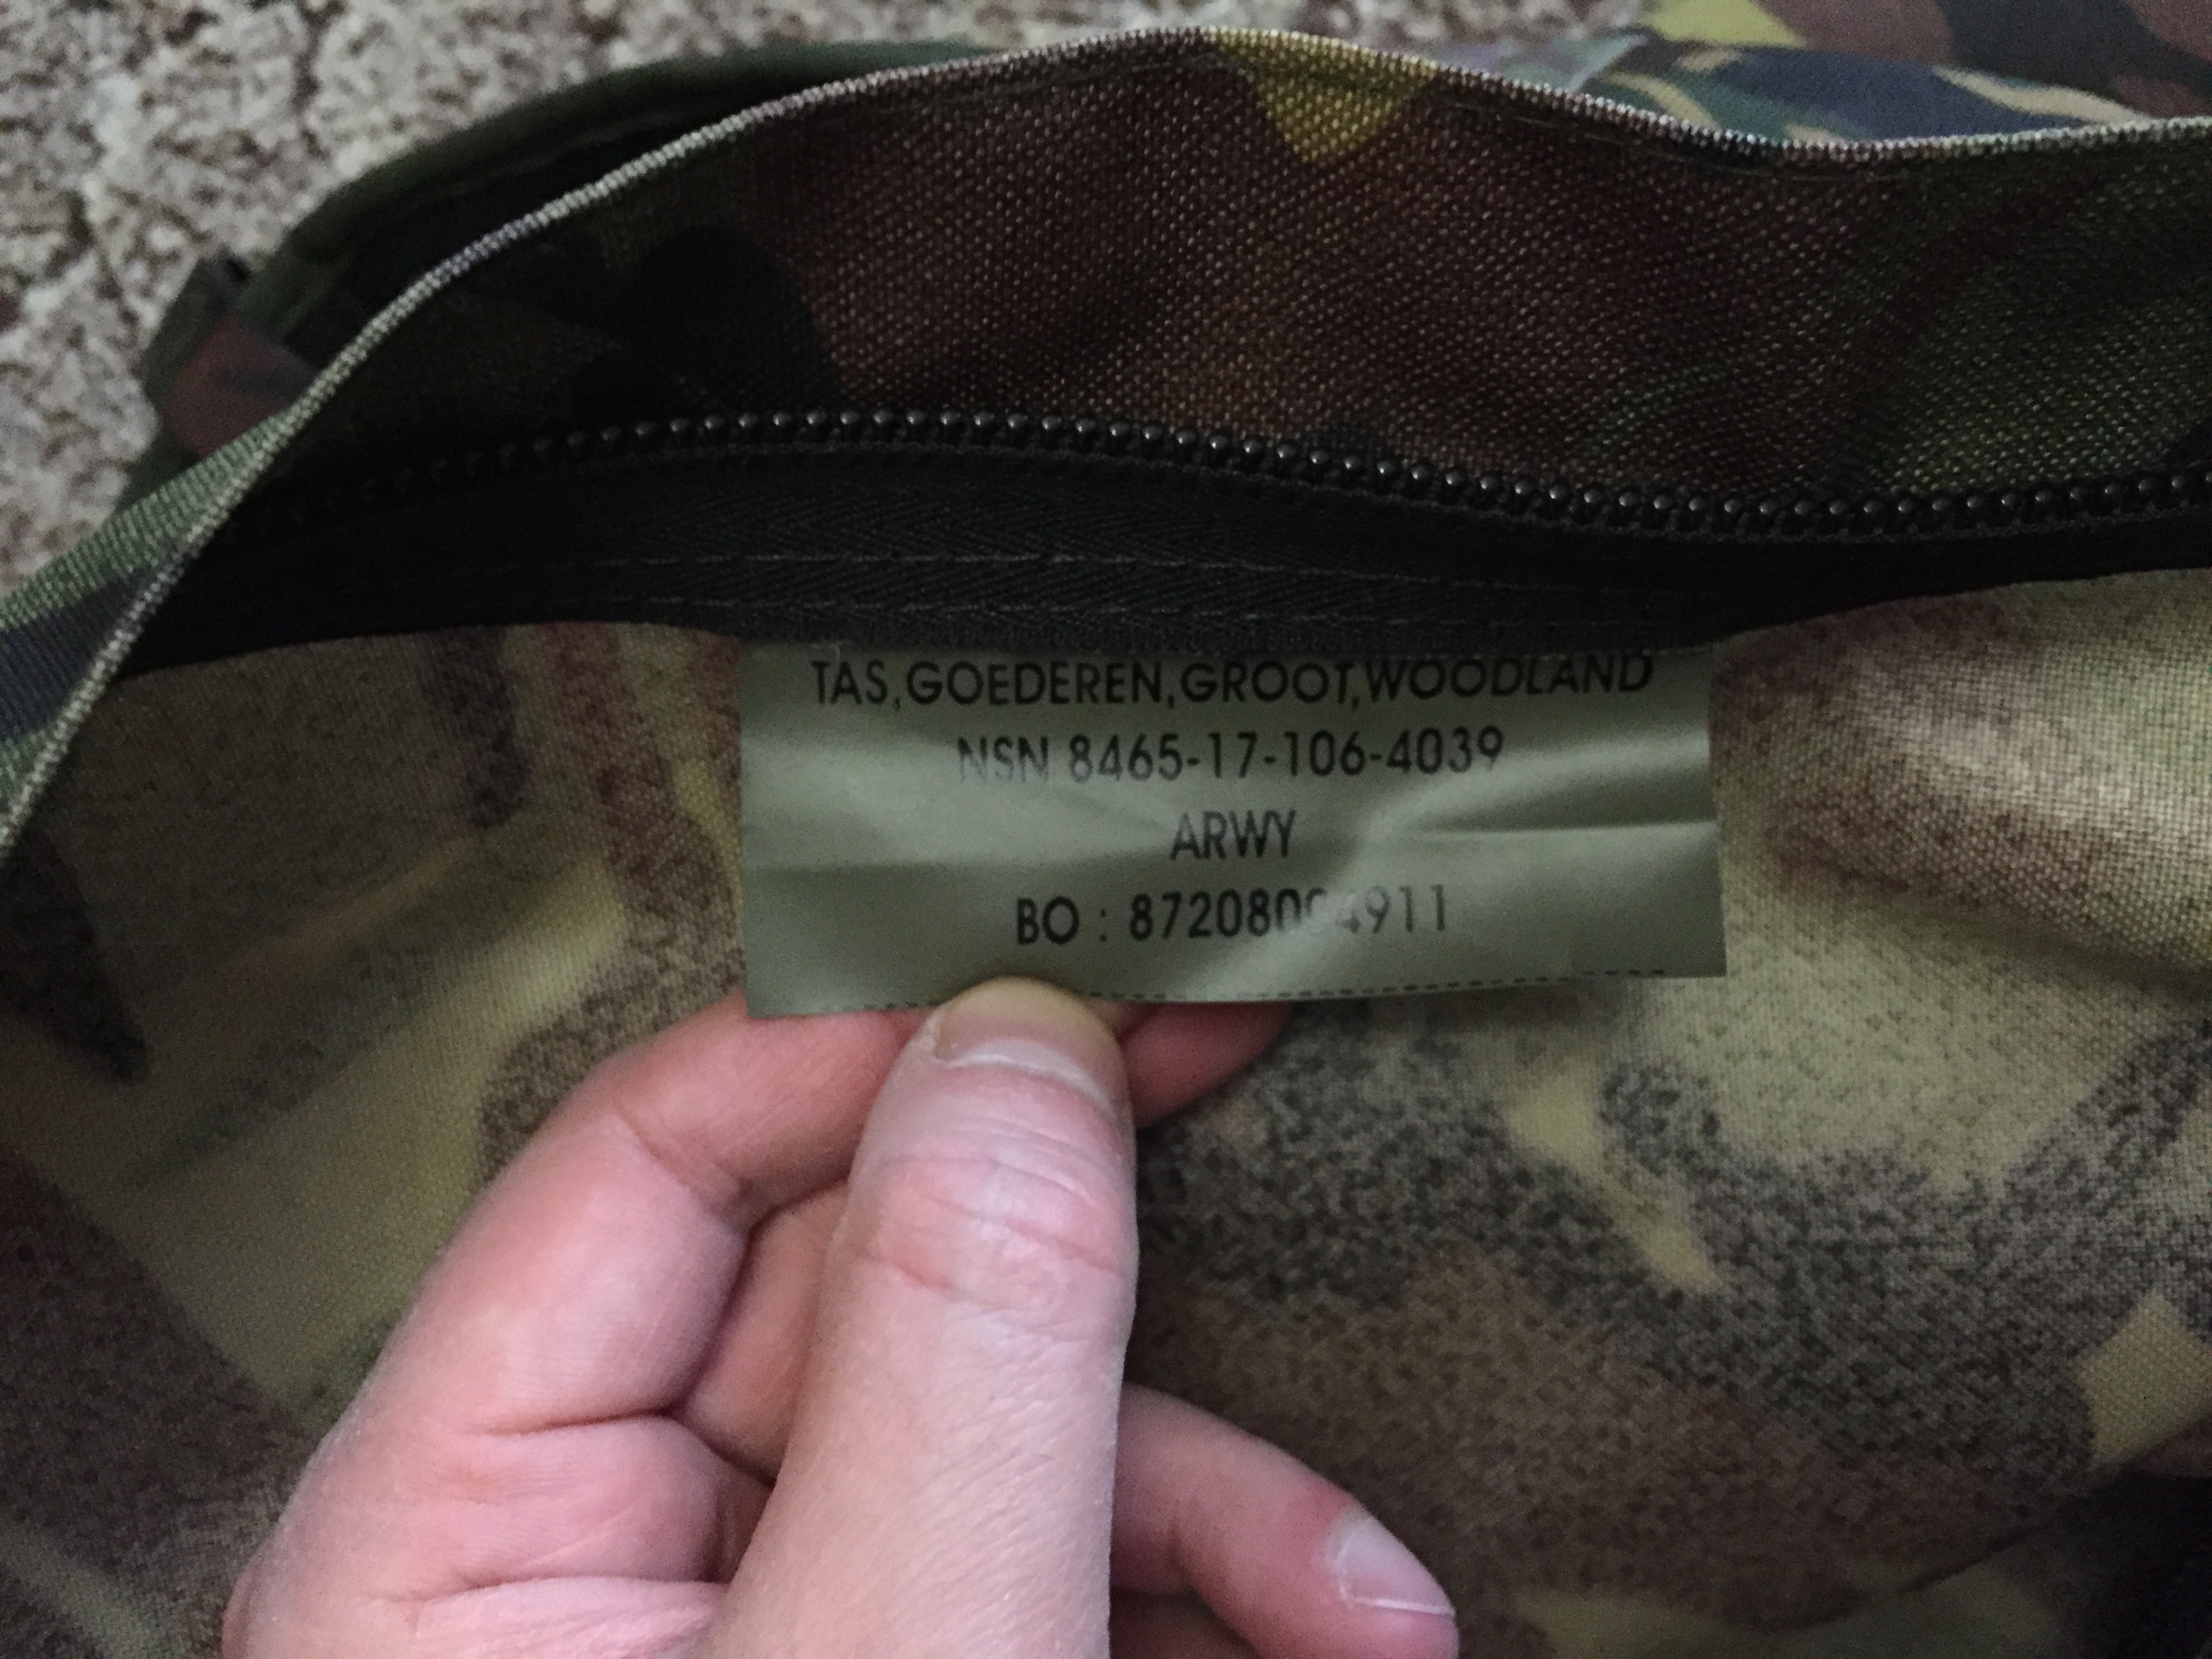 TAS,GOEDEREN,GROOT,WOODLAND
NSN 8465-17-106-4039
ARWY
BO :